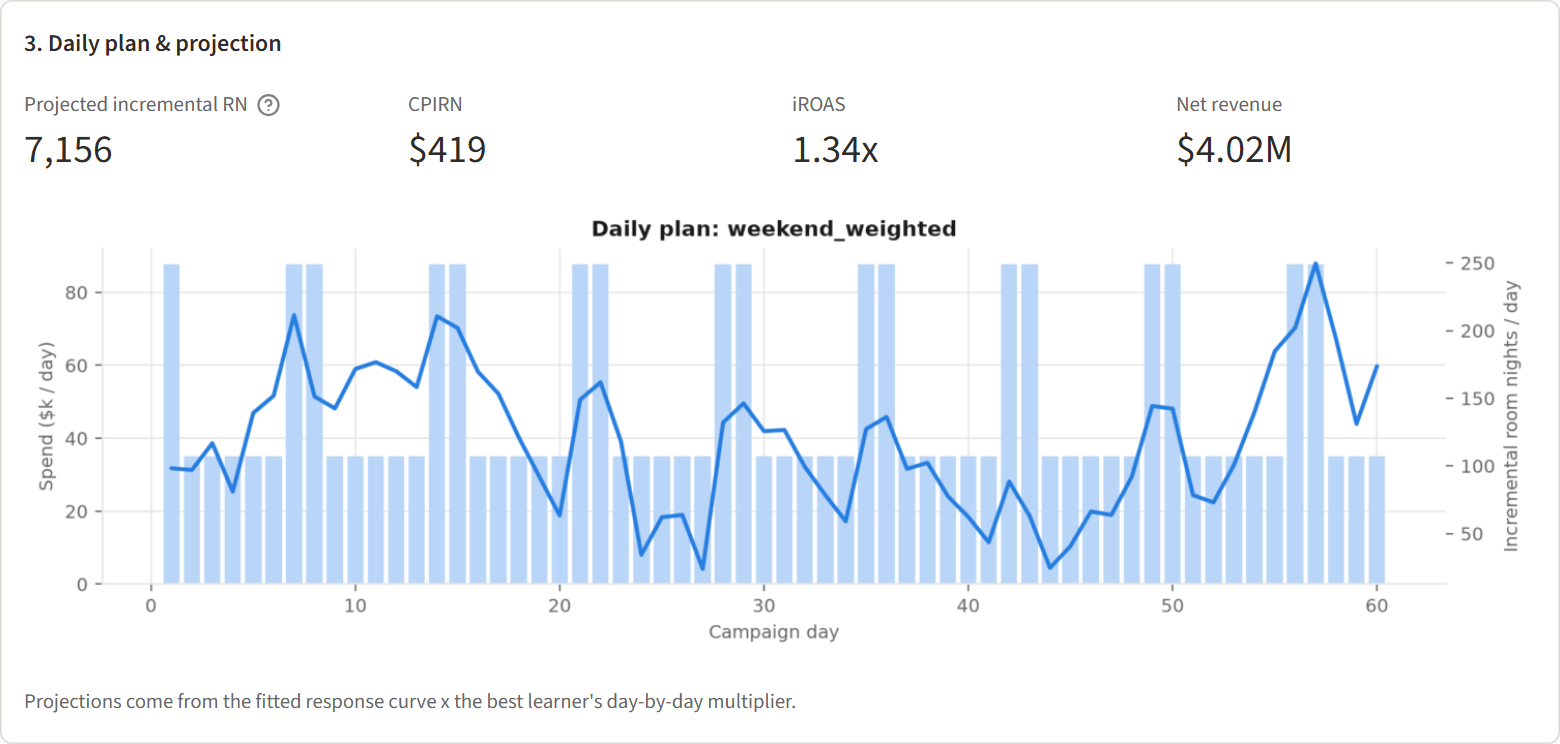 3. Daily plan & projection
Projected incremental RN ?
CPIRN
iROAS
Net revenue
7,156
$419
1.34x
$4.02M
Daily plan: weekend_weighted
Spend ($k / day)
80
60
40
20
0
0 10 20 30 40 50 60
Campaign day
250
200
150
100
50
Incremental room nights / day
Projections come from the fitted response curve x the best learner's day-by-day multiplier.